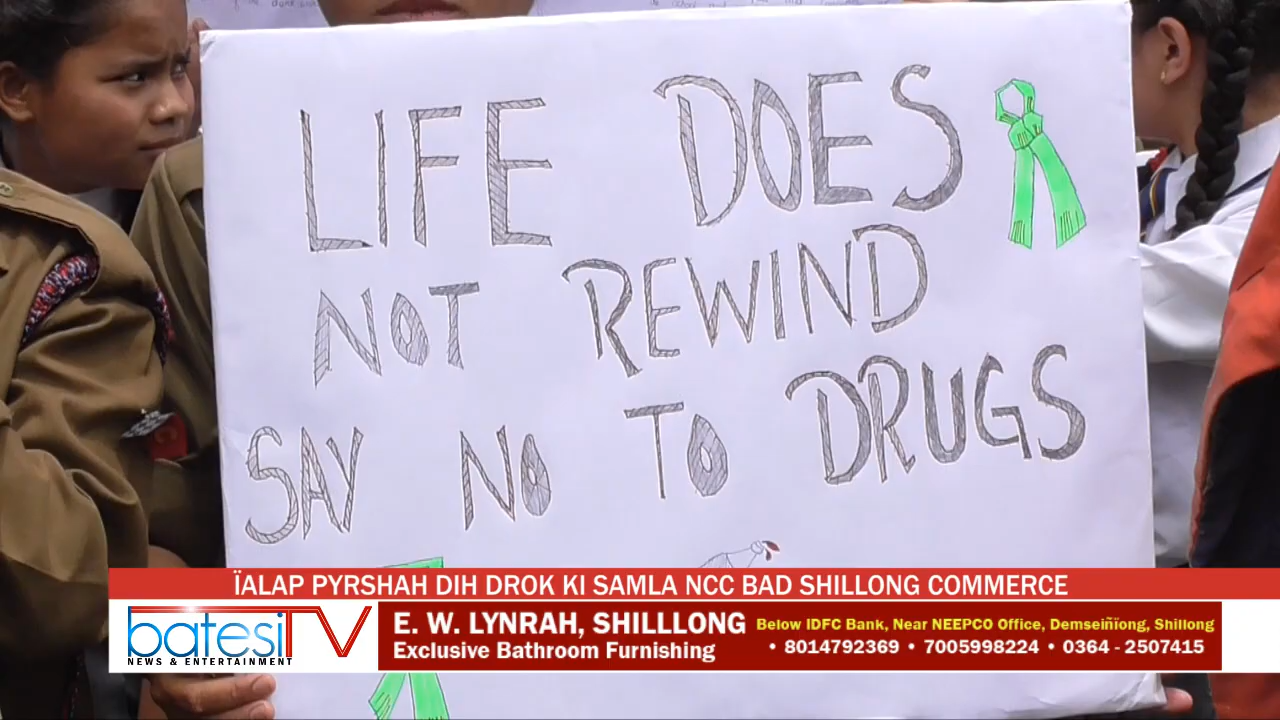 LIFE DOES
NOT REWIND
SAY NO TO DRUGS
ÏALAP PYRSHAH DIH DROK KI SAMLA NCC BAD SHILLONG COMMERCE
batesi TV
NEWS & ENTERTAINMENT
E. W. LYNRAH, SHILLLONG
Exclusive Bathroom Furnishing
Below IDFC Bank, Near NEEPCO Office, Demseiñïong, Shillong
• 8014792369 • 7005998224 • 0364 - 2507415